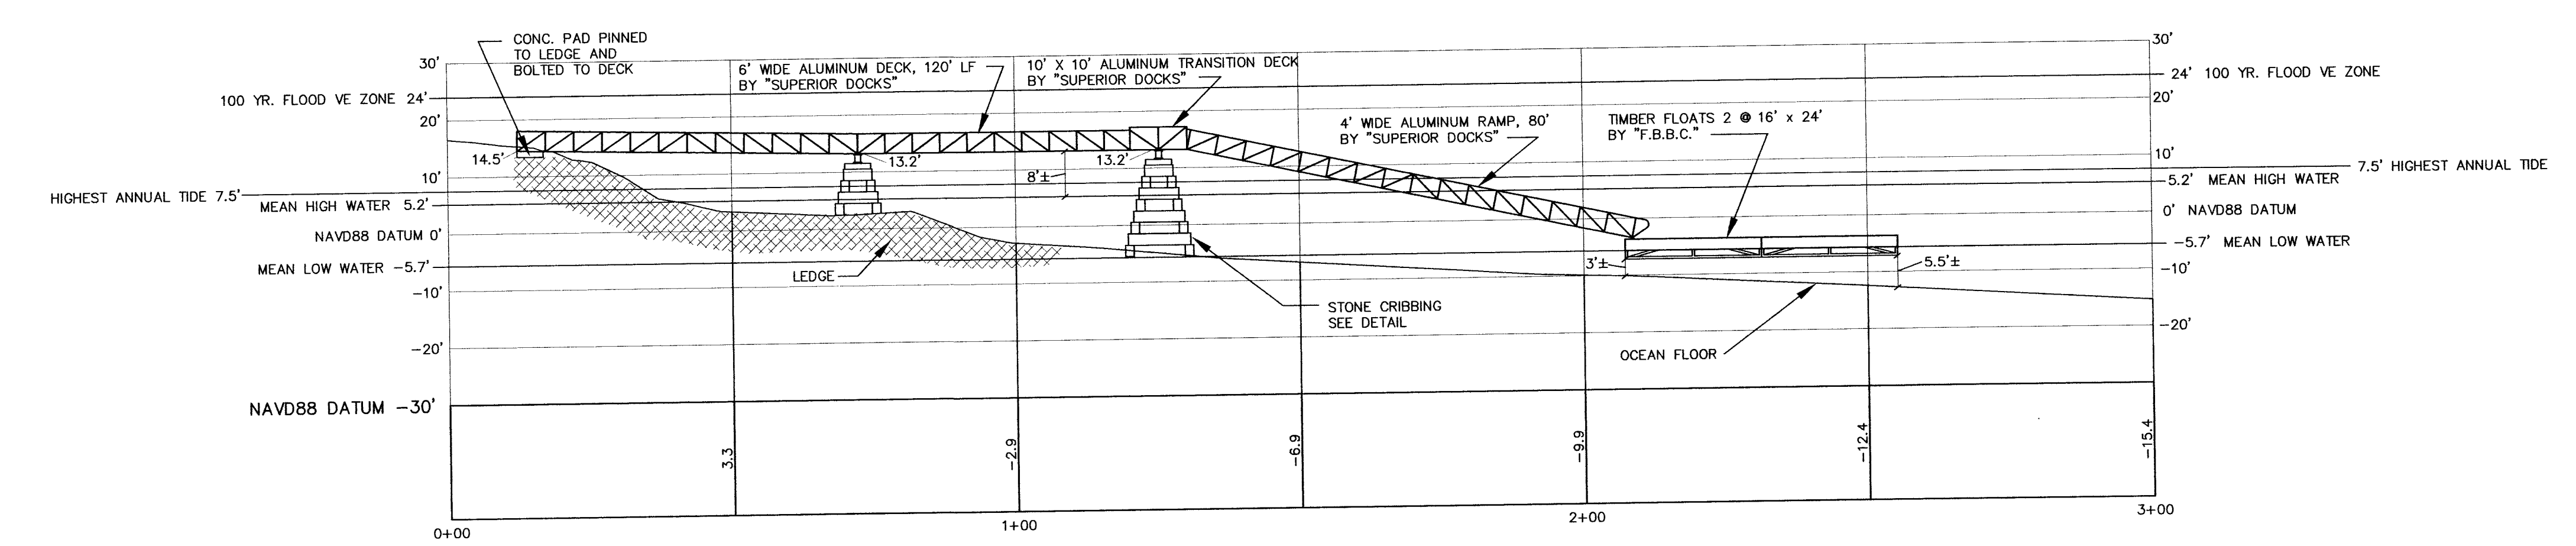 CONC. PAD PINNED
TO LEDGE AND
BOLTED TO DECK
6' WIDE ALUMINUM DECK, 120' LF
BY "SUPERIOR DOCKS"
10' X 10' ALUMINUM TRANSITION DECK
BY "SUPERIOR DOCKS"
4' WIDE ALUMINUM RAMP, 80'
BY "SUPERIOR DOCKS"
TIMBER FLOATS 2 @ 16' x 24'
BY "F.B.B.C."
30'
100 YR. FLOOD VE ZONE 24'
20'
10'
HIGHEST ANNUAL TIDE 7.5'
MEAN HIGH WATER 5.2'
NAVD88 DATUM 0'
MEAN LOW WATER -5.7'
-10'
-20'
NAVD88 DATUM -30'
14.5'
13.2'
8'±
13.2'
LEDGE
STONE CRIBBING
SEE DETAIL
3'±
5.5'±
OCEAN FLOOR
30'
24' 100 YR. FLOOD VE ZONE
20'
10'
7.5' HIGHEST ANNUAL TIDE
5.2' MEAN HIGH WATER
0' NAVD88 DATUM
-5.7' MEAN LOW WATER
-10'
-20'
3.3
-2.9
-6.9
-9.9
-12.4
-15.4
0+00
1+00
2+00
3+00